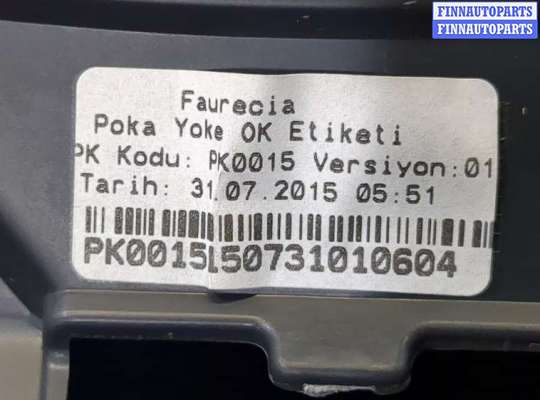 FINNAUTOPARTS
FINNAUTOPARTS
Faurecia
Poka Yoke OK Etiketi
PK Kodu: PK0015 Versiyon:01
Tarih: 31.07.2015 05:51
PK0015150731010604